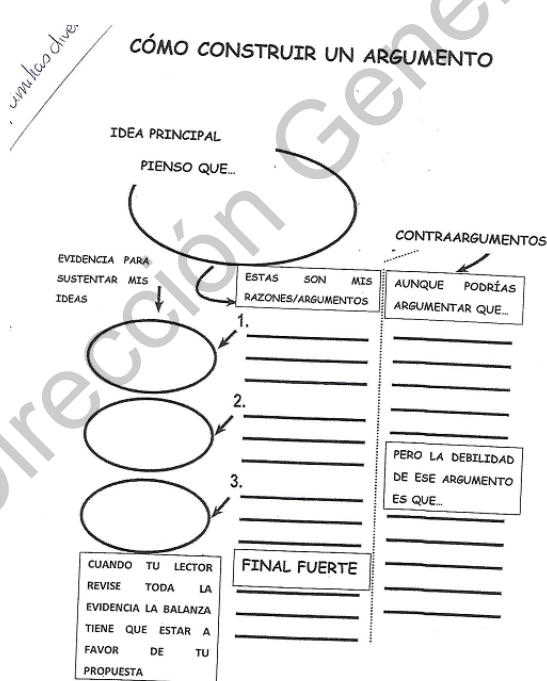 CÓMO CONSTRUIR UN ARGUMENTO
IDEA PRINCIPAL
PIENSO QUE...
EVIDENCIA PARA
SUSTENTAR MIS
IDEAS
ESTAS SON MIS
RAZONES/ARGUMENTOS
1.
2.
3.
FINAL FUERTE
CONTRAARGUMENTOS
AUNQUE PODRÍAS
ARGUMENTAR QUE...
PERO LA DEBILIDAD
DE ESE ARGUMENTO
ES QUE...
CUANDO TU LECTOR
REVISE TODA LA
EVIDENCIA LA BALANZA
TIENE QUE ESTAR A
FAVOR DE TU
PROPUESTA